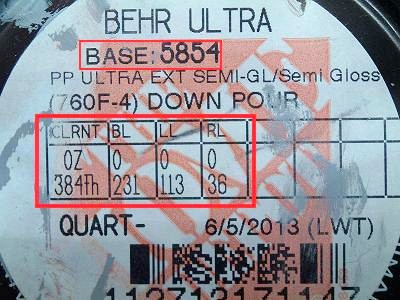 BEHR ULTRA
BASE:5854
PP ULTRA EXT SEMI-GL/Semi Gloss
(760F-4) DOWN POUR
CLRNT BL LL RL
OZ 0 0 0
384Th 231 113 36
QUART- 6/5/2013 (LWT)